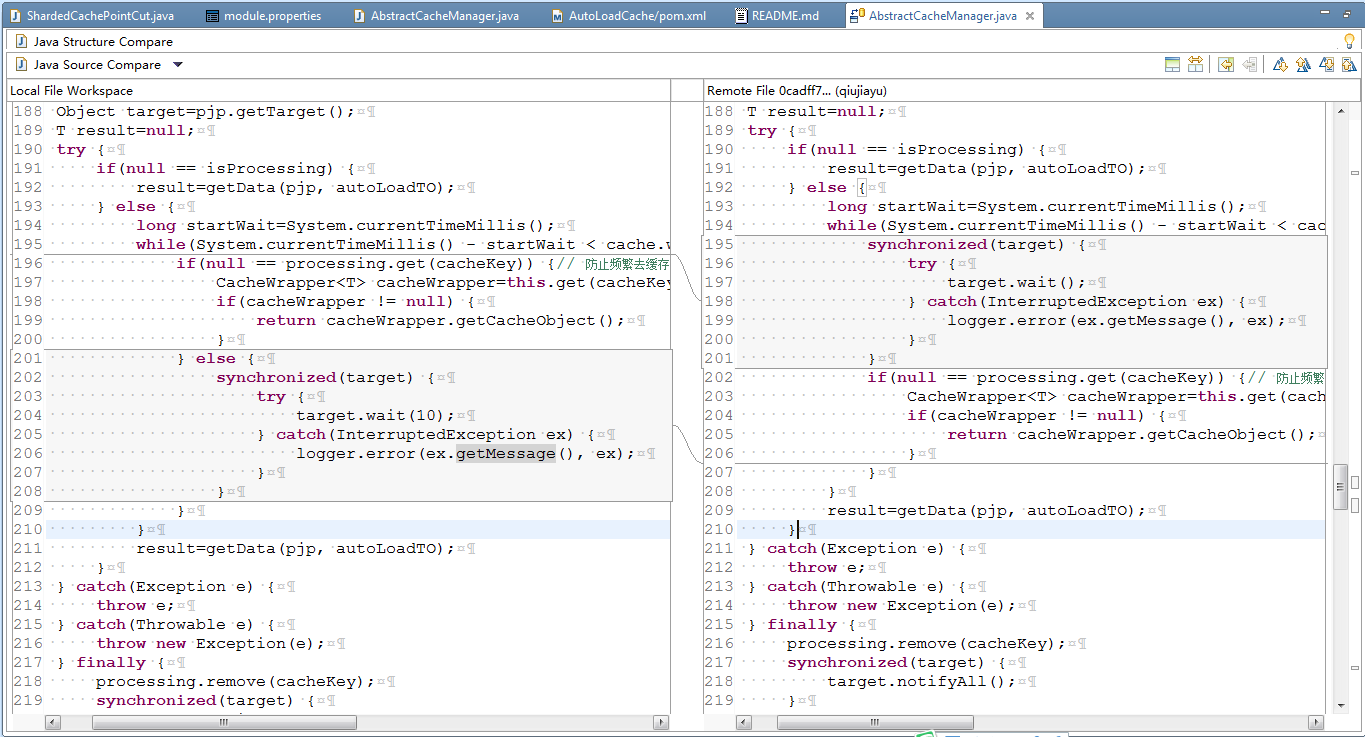 ShardedCachePointCut.java
module.properties
AbstractCacheManager.java
AutoLoadCache/pom.xml
README.md
AbstractCacheManager.java
Java Structure Compare
Java Source Compare
Local File Workspace
188 Object target=pjp.getTarget();¤¶
189 T result=null;¤¶
190 try {¤¶
191 if(null == isProcessing) {¤¶
192 result=getData(pjp, autoLoadTO);¤¶
193 } else {¤¶
194 long startWait=System.currentTimeMillis();¤¶
195 while(System.currentTimeMillis() - startWait < cache.w
196 if(null == processing.get(cacheKey)) {// 防止频繁去缓存
197 CacheWrapper<T> cacheWrapper=this.get(cacheKey
198 if(cacheWrapper != null) {¤¶
199 return cacheWrapper.getCacheObject();¤¶
200 }¤¶
201 } else {¤¶
202 synchronized(target) {¤¶
203 try {¤¶
204 target.wait(10);¤¶
205 } catch(InterruptedException ex) {¤¶
206 logger.error(ex.getMessage(), ex);¤¶
207 }¤¶
208 }¤¶
209 }¤¶
210 }¤¶
211 result=getData(pjp, autoLoadTO);¤¶
212 }¤¶
213 } catch(Exception e) {¤¶
214 throw e;¤¶
215 } catch(Throwable e) {¤¶
216 throw new Exception(e);¤¶
217 } finally {¤¶
218 processing.remove(cacheKey);¤¶
219 synchronized(target) {¤¶
Remote File 0cadff7... (qiujiayu)
188 T result=null;¤¶
189 try {¤¶
190 if(null == isProcessing) {¤¶
191 result=getData(pjp, autoLoadTO);¤¶
192 } else {¤¶
193 long startWait=System.currentTimeMillis();¤¶
194 while(System.currentTimeMillis() - startWait < cac
195 synchronized(target) {¤¶
196 try {¤¶
197 target.wait();¤¶
198 } catch(InterruptedException ex) {¤¶
199 logger.error(ex.getMessage(), ex);¤¶
200 }¤¶
201 }¤¶
202 if(null == processing.get(cacheKey)) {// 防止频繁
203 CacheWrapper<T> cacheWrapper=this.get(cach
204 if(cacheWrapper != null) {¤¶
205 return cacheWrapper.getCacheObject();¤
206 }¤¶
207 }¤¶
208 }¤¶
209 result=getData(pjp, autoLoadTO);¤¶
210 }¤¶
211 } catch(Exception e) {¤¶
212 throw e;¤¶
213 } catch(Throwable e) {¤¶
214 throw new Exception(e);¤¶
215 } finally {¤¶
216 processing.remove(cacheKey);¤¶
217 synchronized(target) {¤¶
218 target.notifyAll();¤¶
219 }¤¶